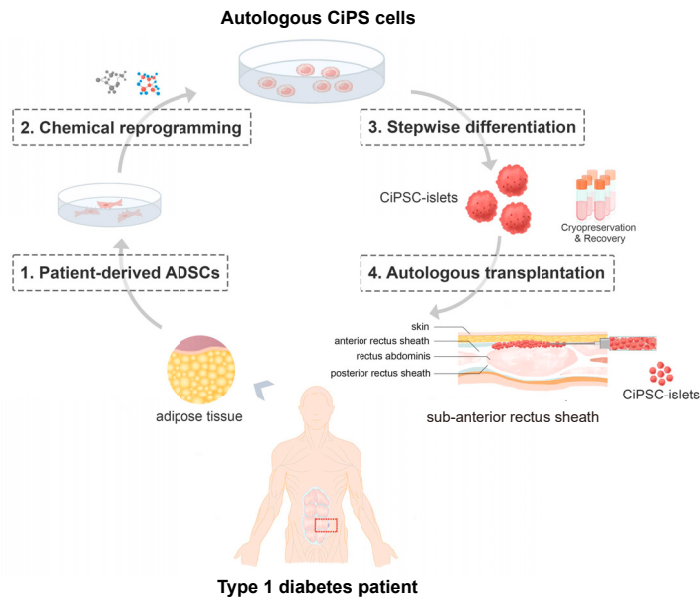 Autologous CiPS cells
2. Chemical reprogramming
3. Stepwise differentiation
CiPSC-islets
Cryopreservation
& Recovery
1. Patient-derived ADSCs
4. Autologous transplantation
skin
anterior rectus sheath
rectus abdominis
posterior rectus sheath
CiPSC-islets
adipose tissue
sub-anterior rectus sheath
Type 1 diabetes patient